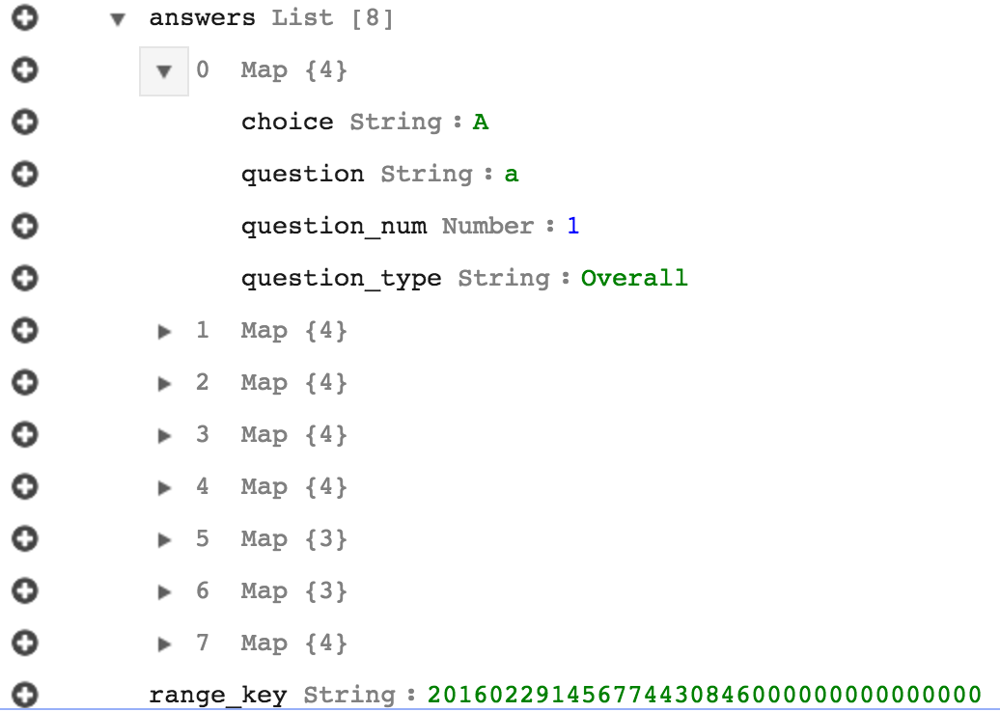 answers List [8]
0 Map {4}
choice String : A
question String : a
question_num Number : 1
question_type String : Overall
1 Map {4}
2 Map {4}
3 Map {4}
4 Map {4}
5 Map {3}
6 Map {3}
7 Map {4}
range_key String : 201602291456774430846000000000000000